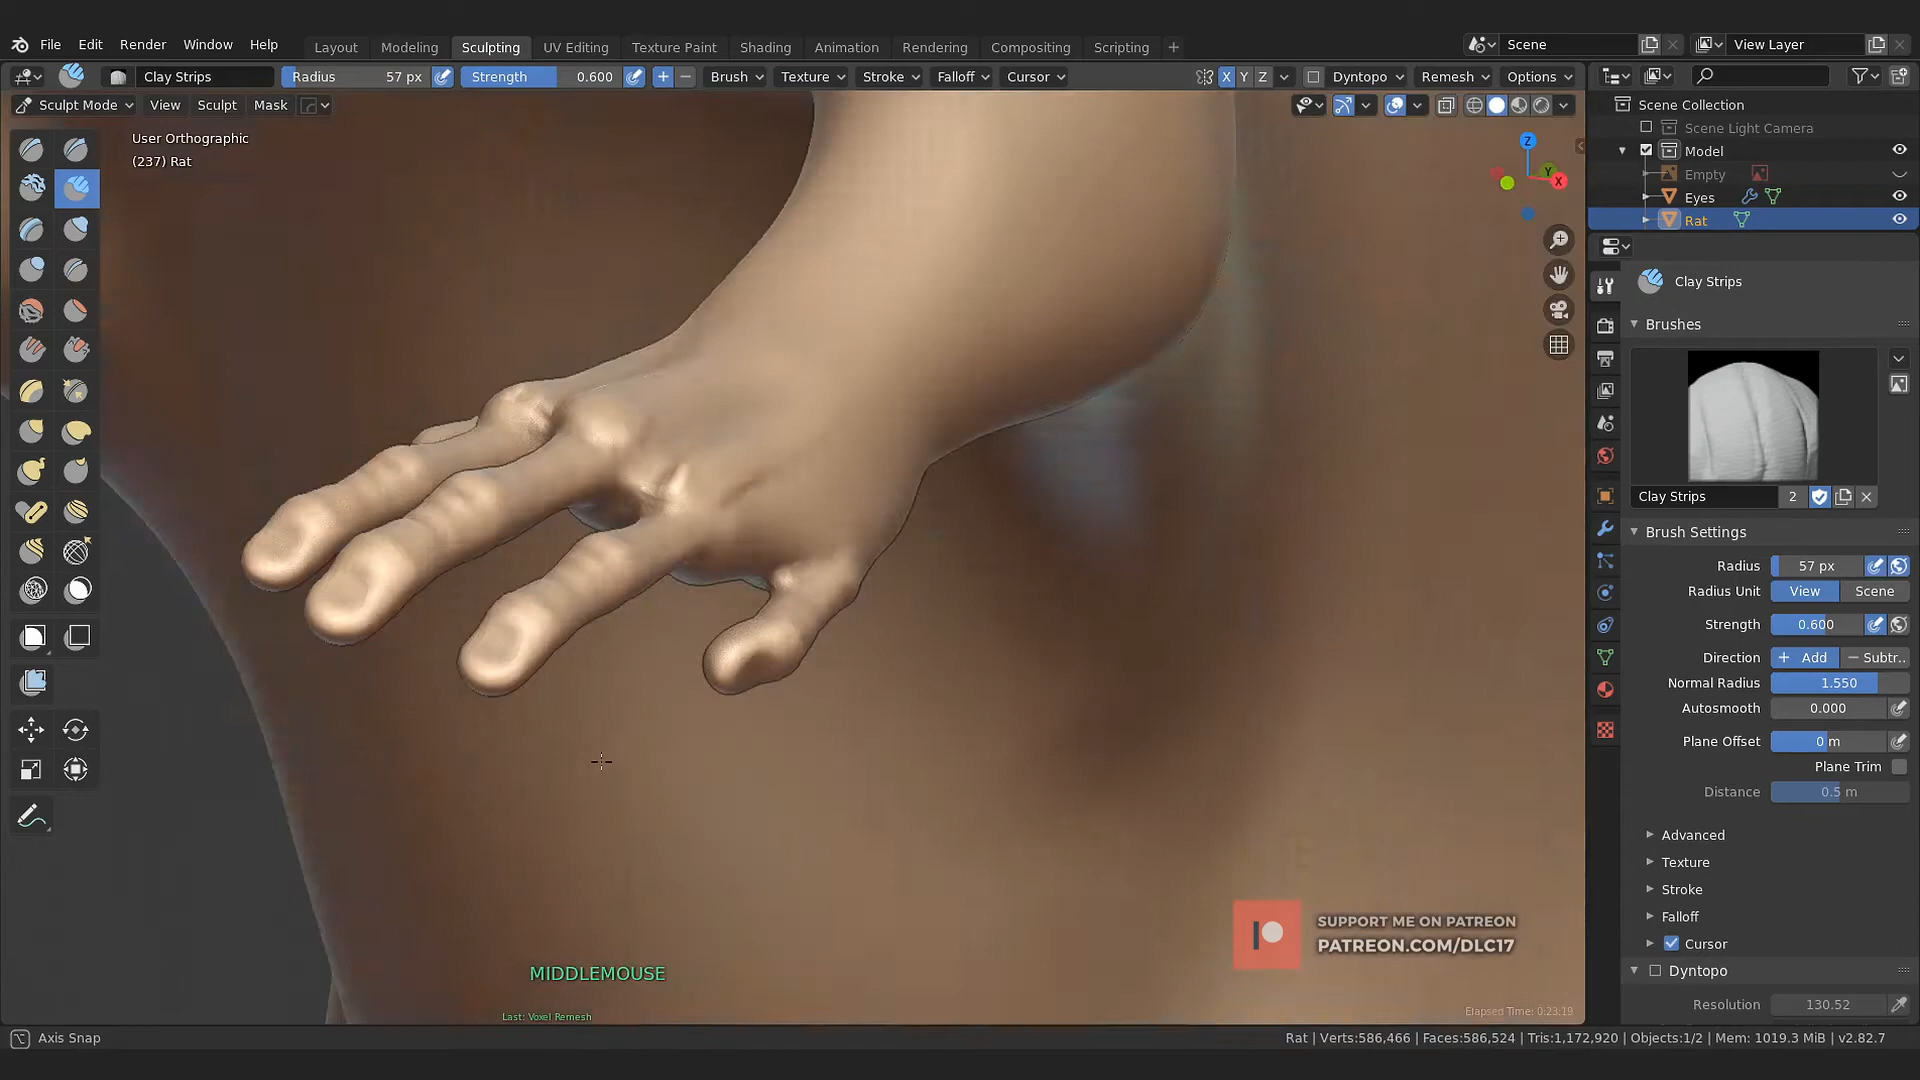 File Edit Render Window Help Layout Modeling Sculpting UV Editing Texture Paint Shading Animation Rendering Compositing Scripting Scene View Layer
Clay Strips Radius 57 px Strength 0.600 Brush Texture Stroke Falloff Cursor X Y Z Dyntopo Remesh Options
Sculpt Mode View Sculpt Mask
User Orthographic
(237) Rat
Z
Y
X
Scene Collection
Scene Light Camera
Model
Empty
Eyes
Rat
Clay Strips
Brushes
Clay Strips 2
Brush Settings
Radius 57 px
Radius Unit View Scene
Strength 0.600
Direction + Add − Subtr..
Normal Radius 1.550
Autosmooth 0.000
Plane Offset 0 m
Plane Trim
Distance 0.5 m
Advanced
Texture
Stroke
Falloff
Cursor
Dyntopo
Resolution 130.52
SUPPORT ME ON PATREON
PATREON.COM/DLC17
MIDDLEMOUSE
Last: Voxel Remesh
Elapsed Time: 0:23:19
Axis Snap
Rat | Verts:586,466 | Faces:586,524 | Tris:1,172,920 | Objects:1/2 | Mem: 1019.3 MiB | v2.82.7